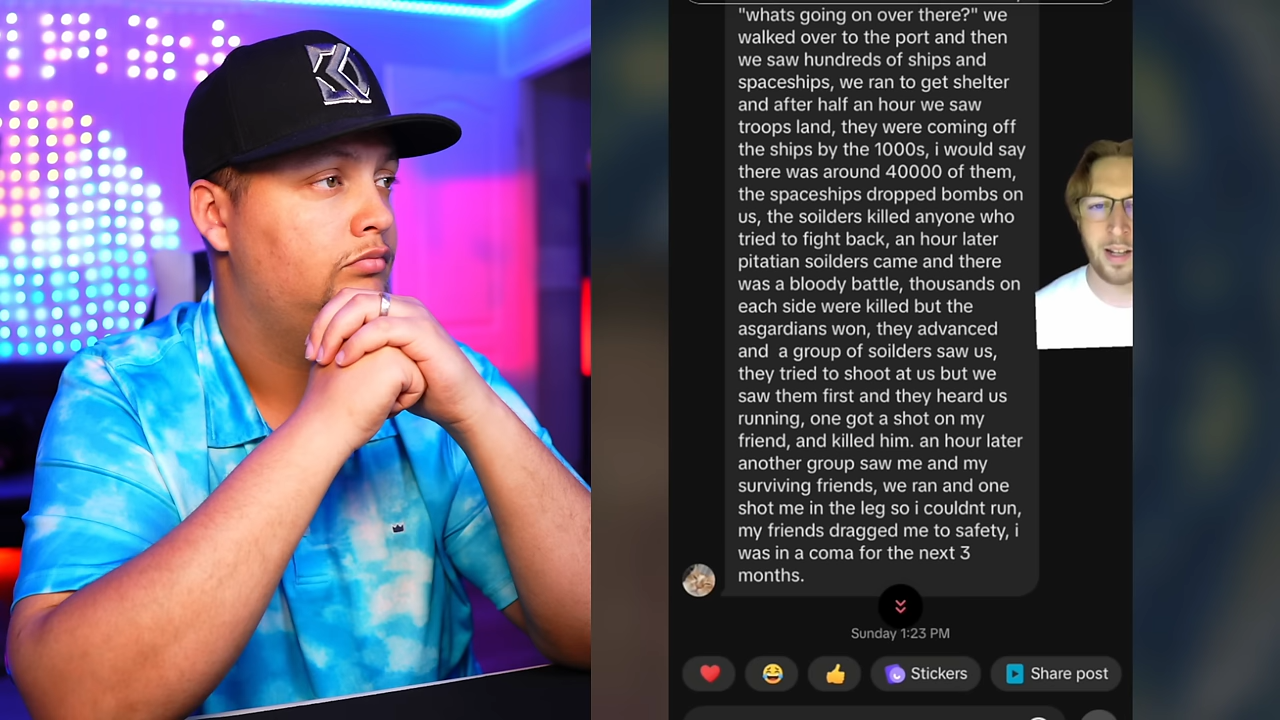 "whats going on over there?" we
walked over to the port and then
we saw hundreds of ships and
spaceships, we ran to get shelter
and after half an hour we saw
troops land, they were coming off
the ships by the 1000s, i would say
there was around 40000 of them,
the spaceships dropped bombs on
us, the soilders killed anyone who
tried to fight back, an hour later
pitatian soilders came and there
was a bloody battle, thousands on
each side were killed but the
asgardians won, they advanced
and  a group of soilders saw us,
they tried to shoot at us but we
saw them first and they heard us
running, one got a shot on my
friend, and killed him. an hour later
another group saw me and my
surviving friends, we ran and one
shot me in the leg so i couldnt run,
my friends dragged me to safety, i
was in a coma for the next 3
months.
Sunday 1:23 PM
Stickers
Share post